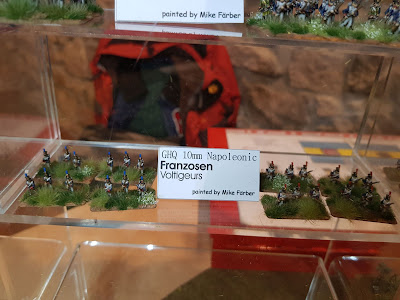 painted by Mike Färber
GHQ 10mm Napoleonic
Franzosen
Voltigeurs
painted by Mike Färber